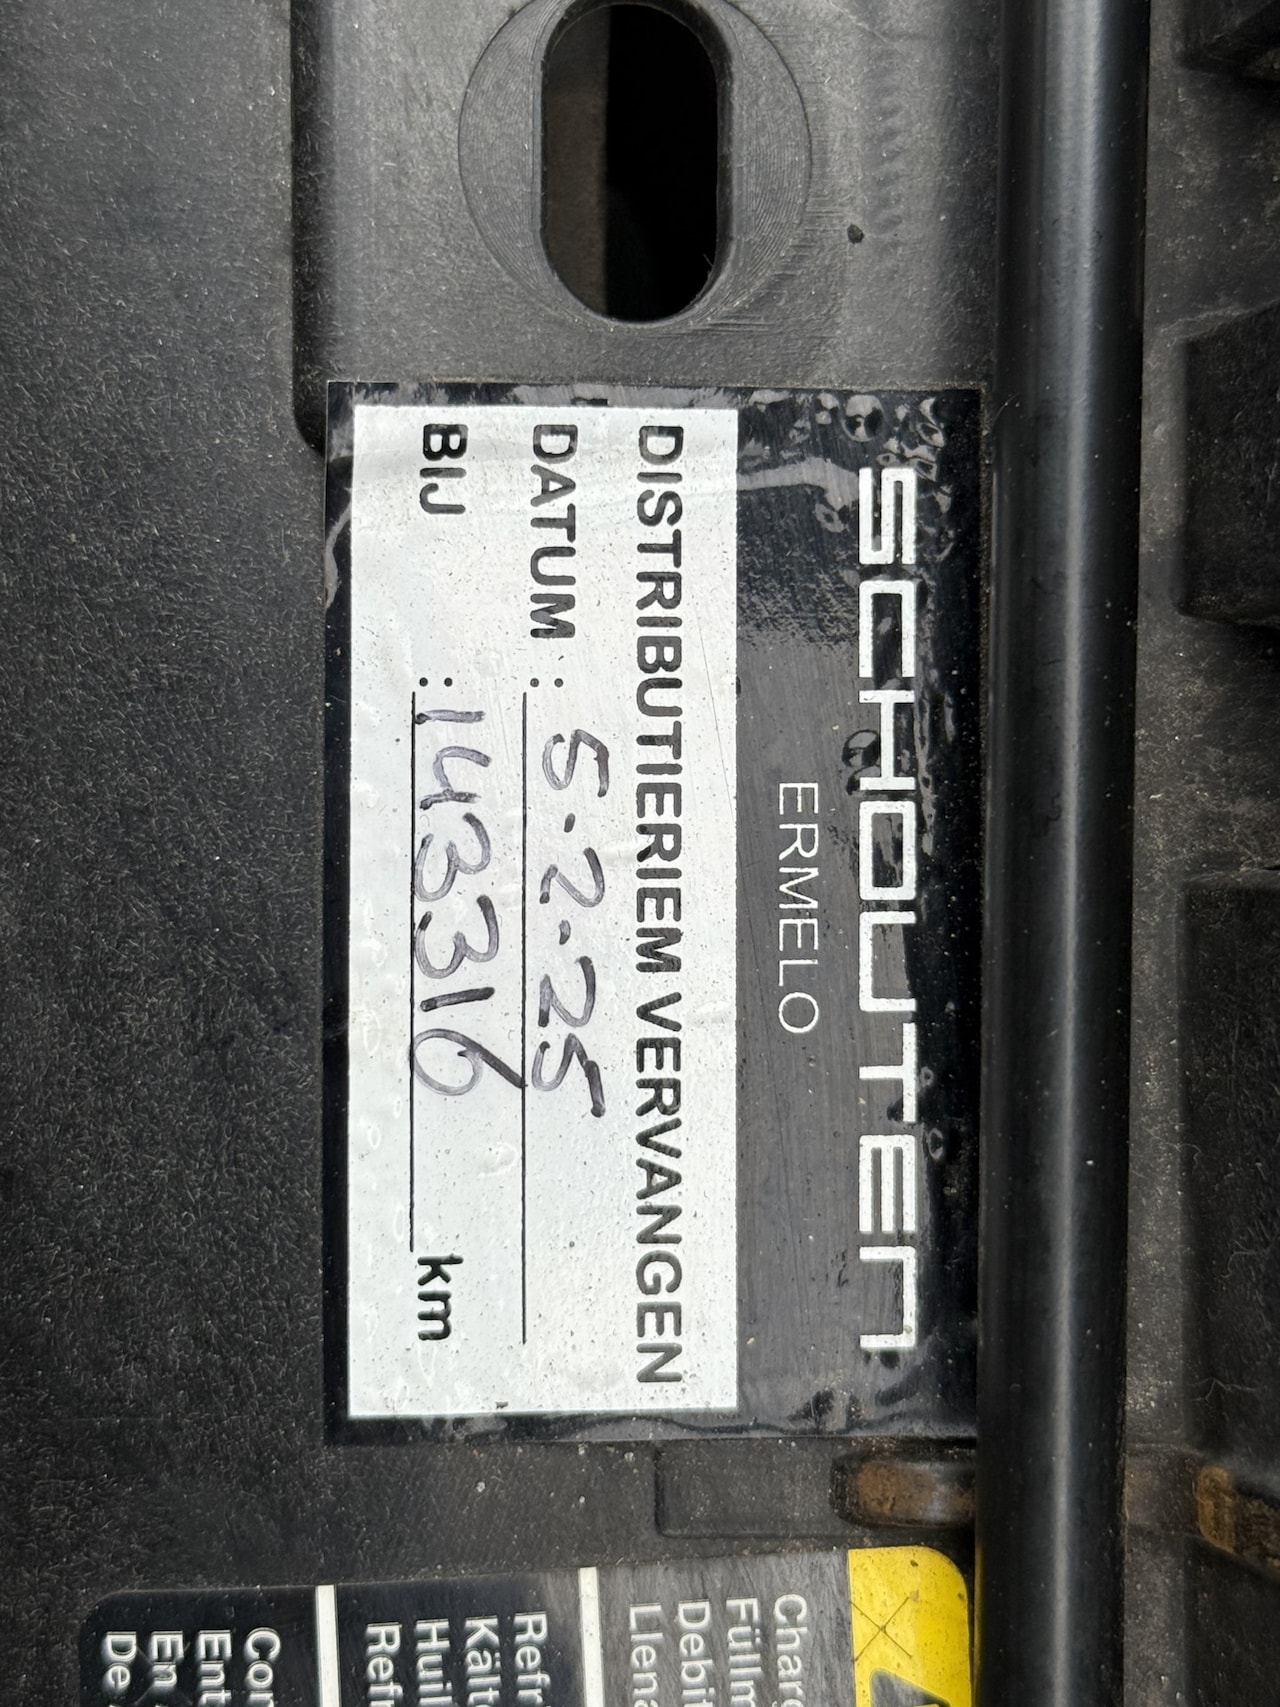 SCHOUTEN
ERMELO
DISTRIBUTIERIEM VERVANGEN
DATUM : 5-2-25
BIJ : 143316 km